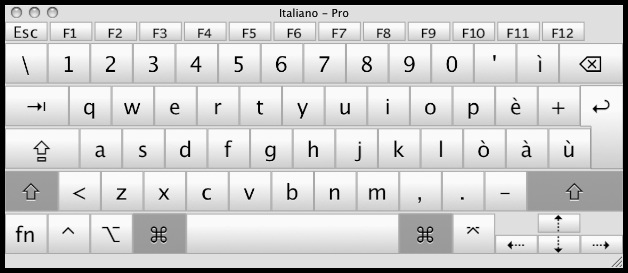 Italiano – Pro
Esc F1 F2 F3 F4 F5 F6 F7 F8 F9 F10 F11 F12
\ 1 2 3 4 5 6 7 8 9 0 ' ì ⌫
⇥ q w e r t y u i o p è + ↩
⇪ a s d f g h j k l ò à ù
⇧ < z x c v b n m , . – ⇧
fn ^ ⌥ ⌘ ⌘ ⌤ ⇠ ⇡ ⇣ ⇢